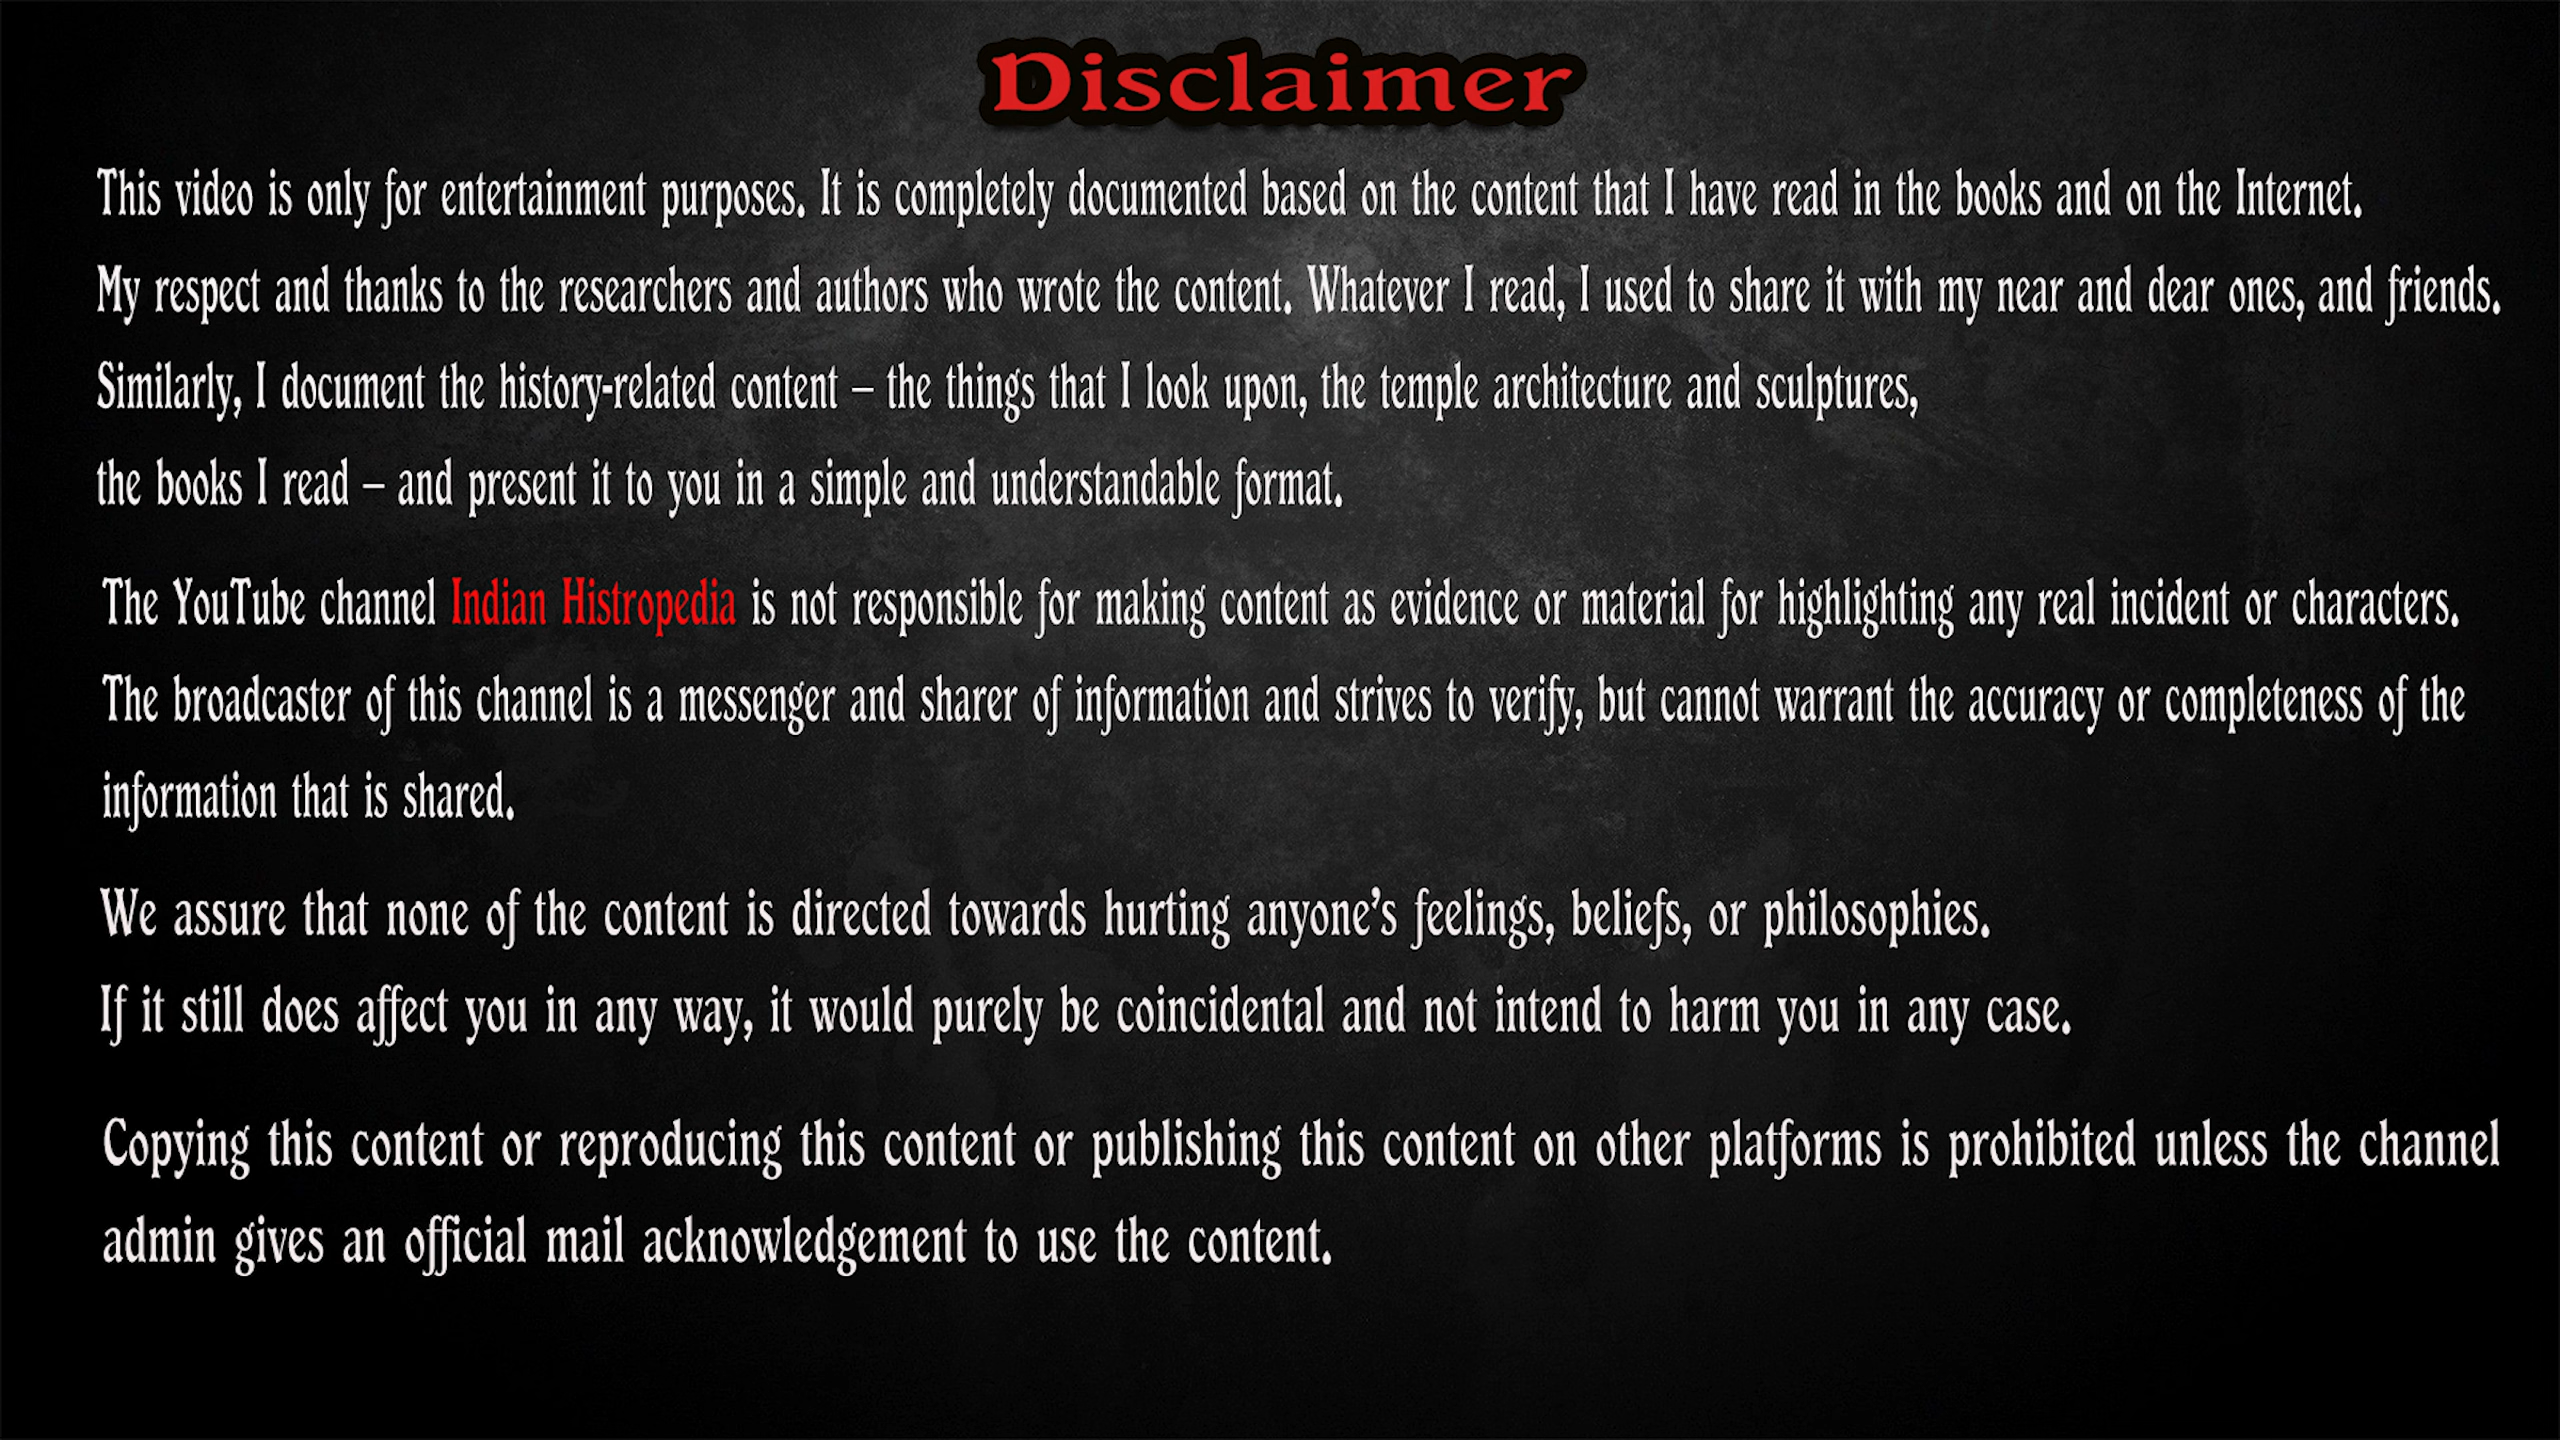 Disclaimer
This video is only for entertainment purposes. It is completely documented based on the content that I have read in the books and on the Internet.
My respect and thanks to the researchers and authors who wrote the content. Whatever I read, I used to share it with my near and dear ones, and friends.
Similarly, I document the history-related content – the things that I look upon, the temple architecture and sculptures,
the books I read – and present it to you in a simple and understandable format.
The YouTube channel Indian Histropedia is not responsible for making content as evidence or material for highlighting any real incident or characters.
The broadcaster of this channel is a messenger and sharer of information and strives to verify, but cannot warrant the accuracy or completeness of the
information that is shared.
We assure that none of the content is directed towards hurting anyone's feelings, beliefs, or philosophies.
If it still does affect you in any way, it would purely be coincidental and not intend to harm you in any case.
Copying this content or reproducing this content or publishing this content on other platforms is prohibited unless the channel
admin gives an official mail acknowledgement to use the content.